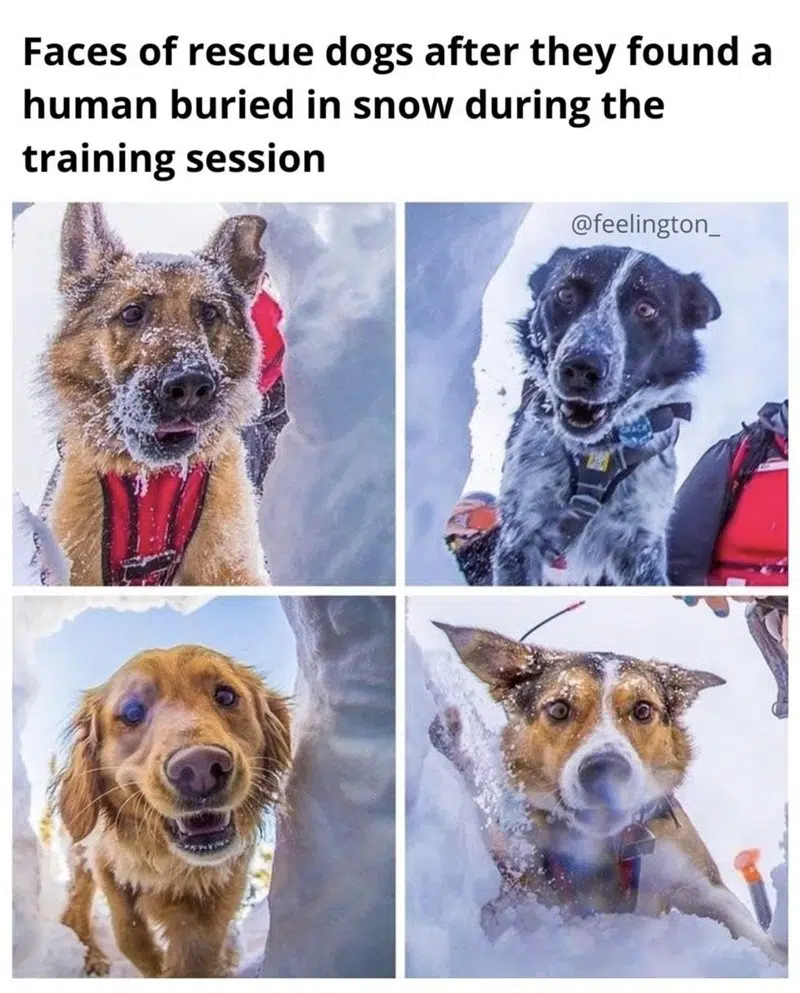 Faces of rescue dogs after they found a
human buried in snow during the
training session
@feelington_